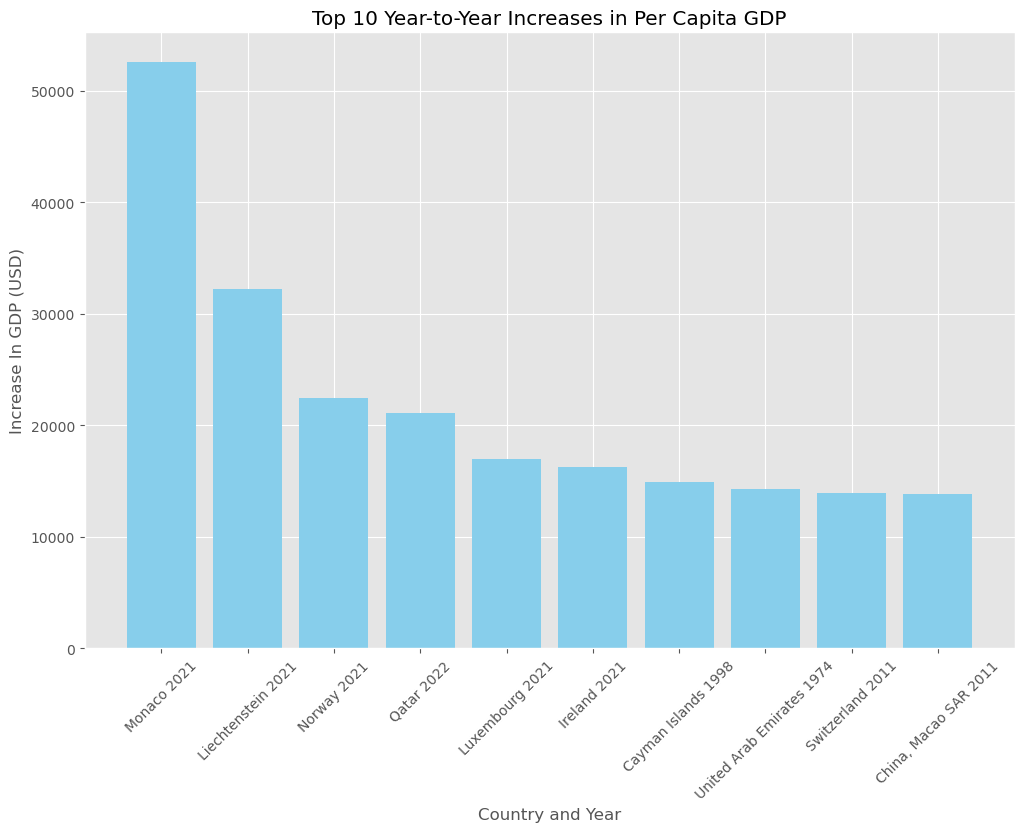 Top 10 Year-to-Year Increases in Per Capita GDP
Increase In GDP (USD)
50000
40000
30000
20000
10000
0
Monaco 2021
Liechtenstein 2021
Norway 2021
Qatar 2022
Luxembourg 2021
Ireland 2021
Cayman Islands 1998
United Arab Emirates 1974
Switzerland 2011
China, Macao SAR 2011
Country and Year